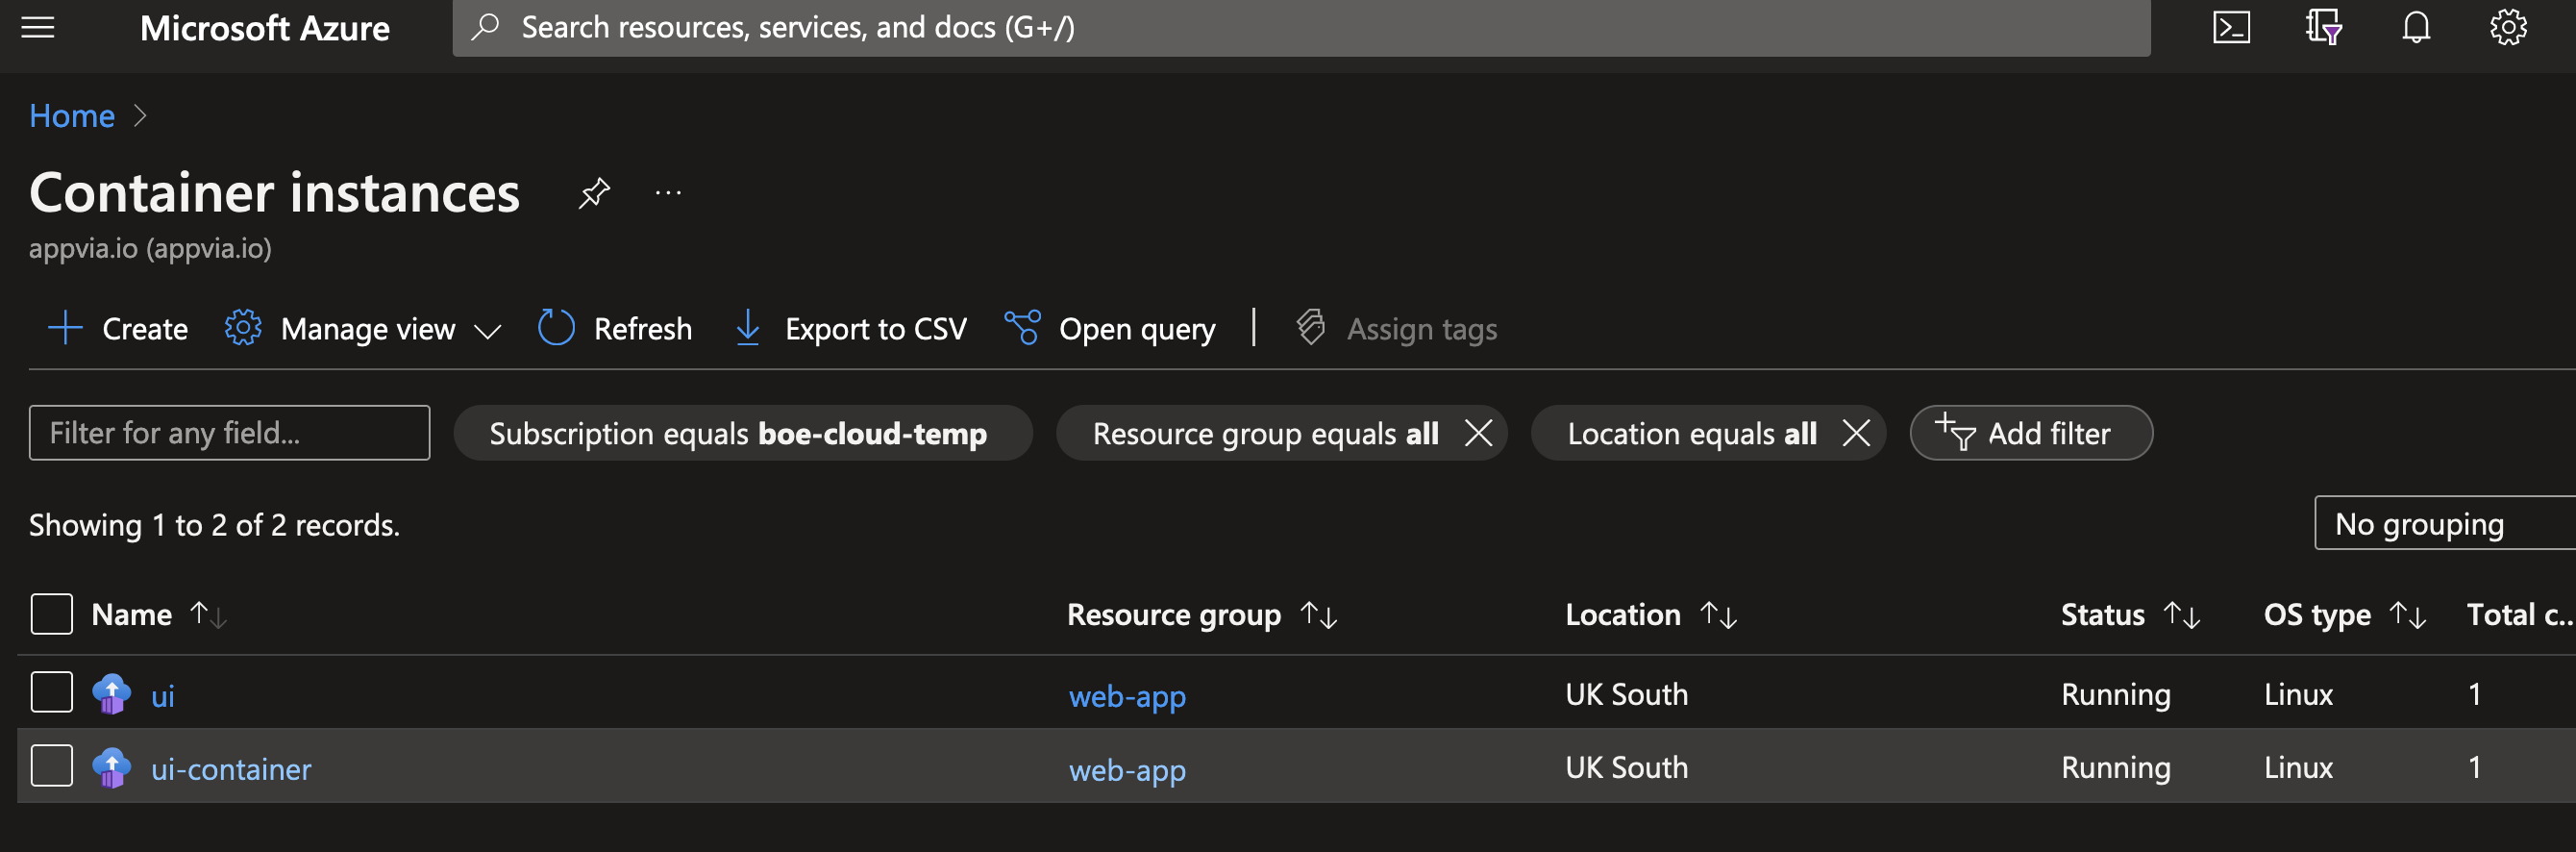 Microsoft Azure
Search resources, services, and docs (G+/)
Home
Container instances
...
appvia.io (appvia.io)
Create Manage view Refresh Export to CSV Open query Assign tags
Filter for any field... Subscription equals boe-cloud-temp Resource group equals all Location equals all Add filter
Showing 1 to 2 of 2 records. No grouping
Name Resource group Location Status OS type Total c...
ui web-app UK South Running Linux 1
ui-container web-app UK South Running Linux 1